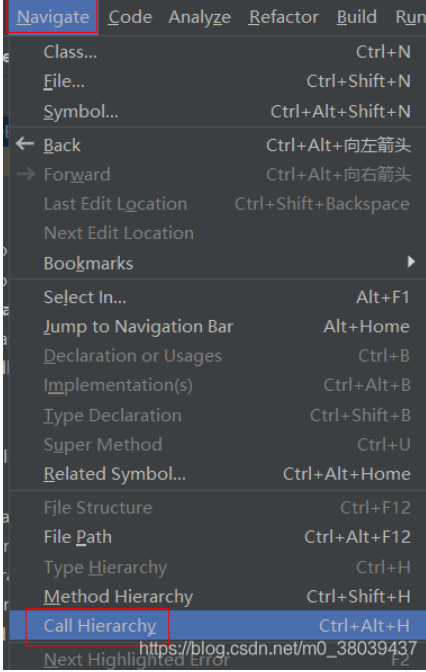 Navigate Code Analyze Refactor Build Run
Class... Ctrl+N
File... Ctrl+Shift+N
Symbol... Ctrl+Alt+Shift+N
Back Ctrl+Alt+向左箭头
Forward Ctrl+Alt+向右箭头
Last Edit Location Ctrl+Shift+Backspace
Next Edit Location
Bookmarks
Select In... Alt+F1
Jump to Navigation Bar Alt+Home
Declaration or Usages Ctrl+B
Implementation(s) Ctrl+Alt+B
Type Declaration Ctrl+Shift+B
Super Method Ctrl+U
Related Symbol... Ctrl+Alt+Home
File Structure Ctrl+F12
File Path Ctrl+Alt+F12
Type Hierarchy Ctrl+H
Method Hierarchy Ctrl+Shift+H
Call Hierarchy Ctrl+Alt+H
https://blog.csdn.net/m0_38039437
Next Highlighted Error F2